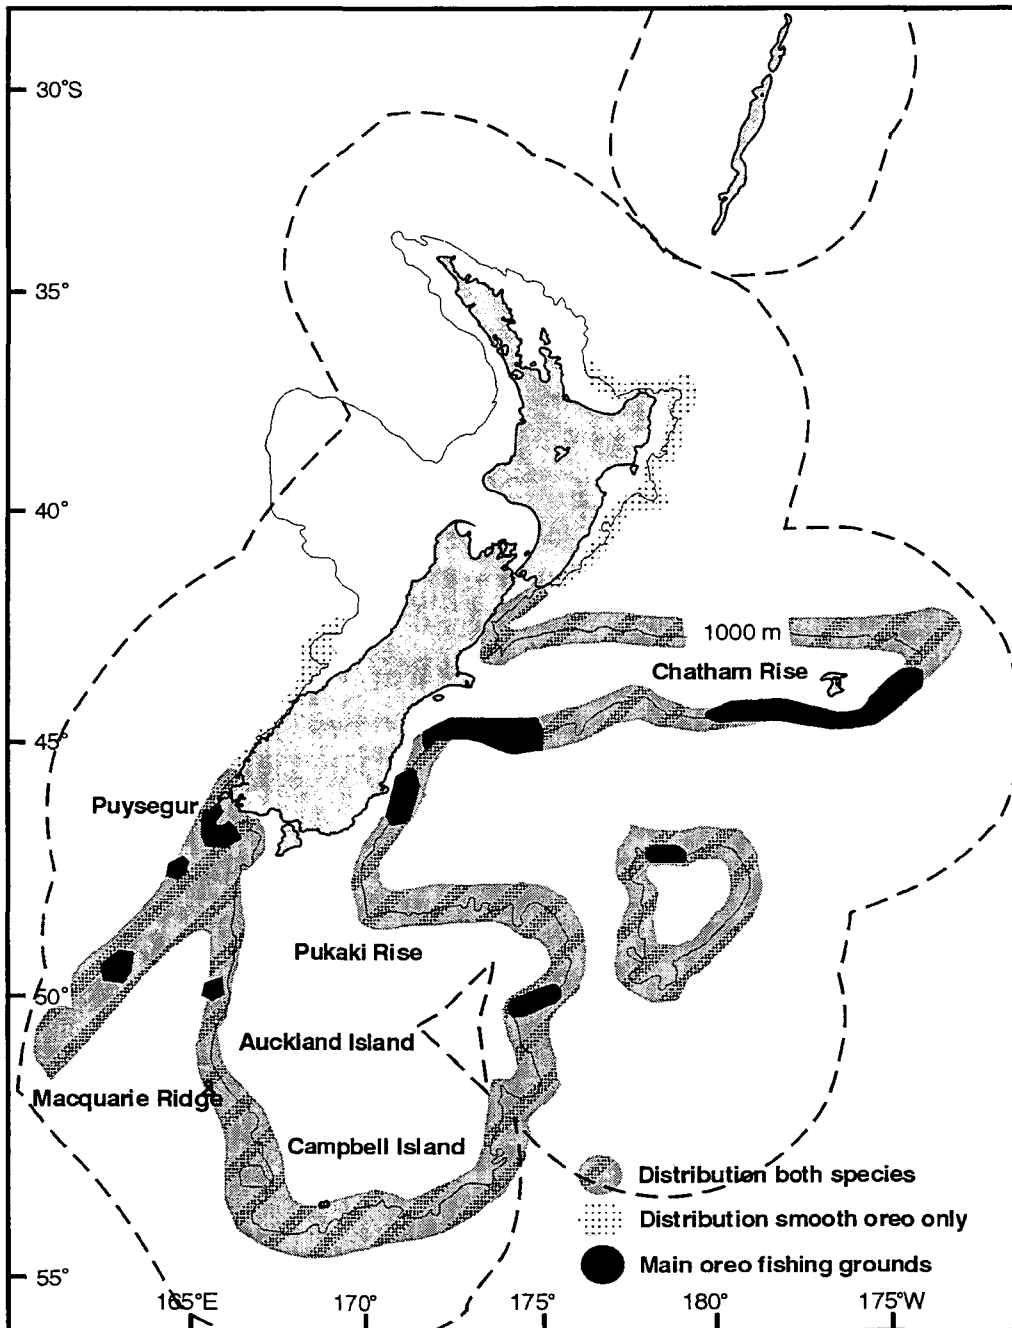 30°S
35°
40°
1000 m
Chatham Rise
45°
Puysegur
Pukaki Rise
50°
Auckland Island
Macquarie Ridge
Campbell Island
Distribution both species
Distribution smooth oreo only
Main oreo fishing grounds
55°
165°E
170°
175°
180°
175°W